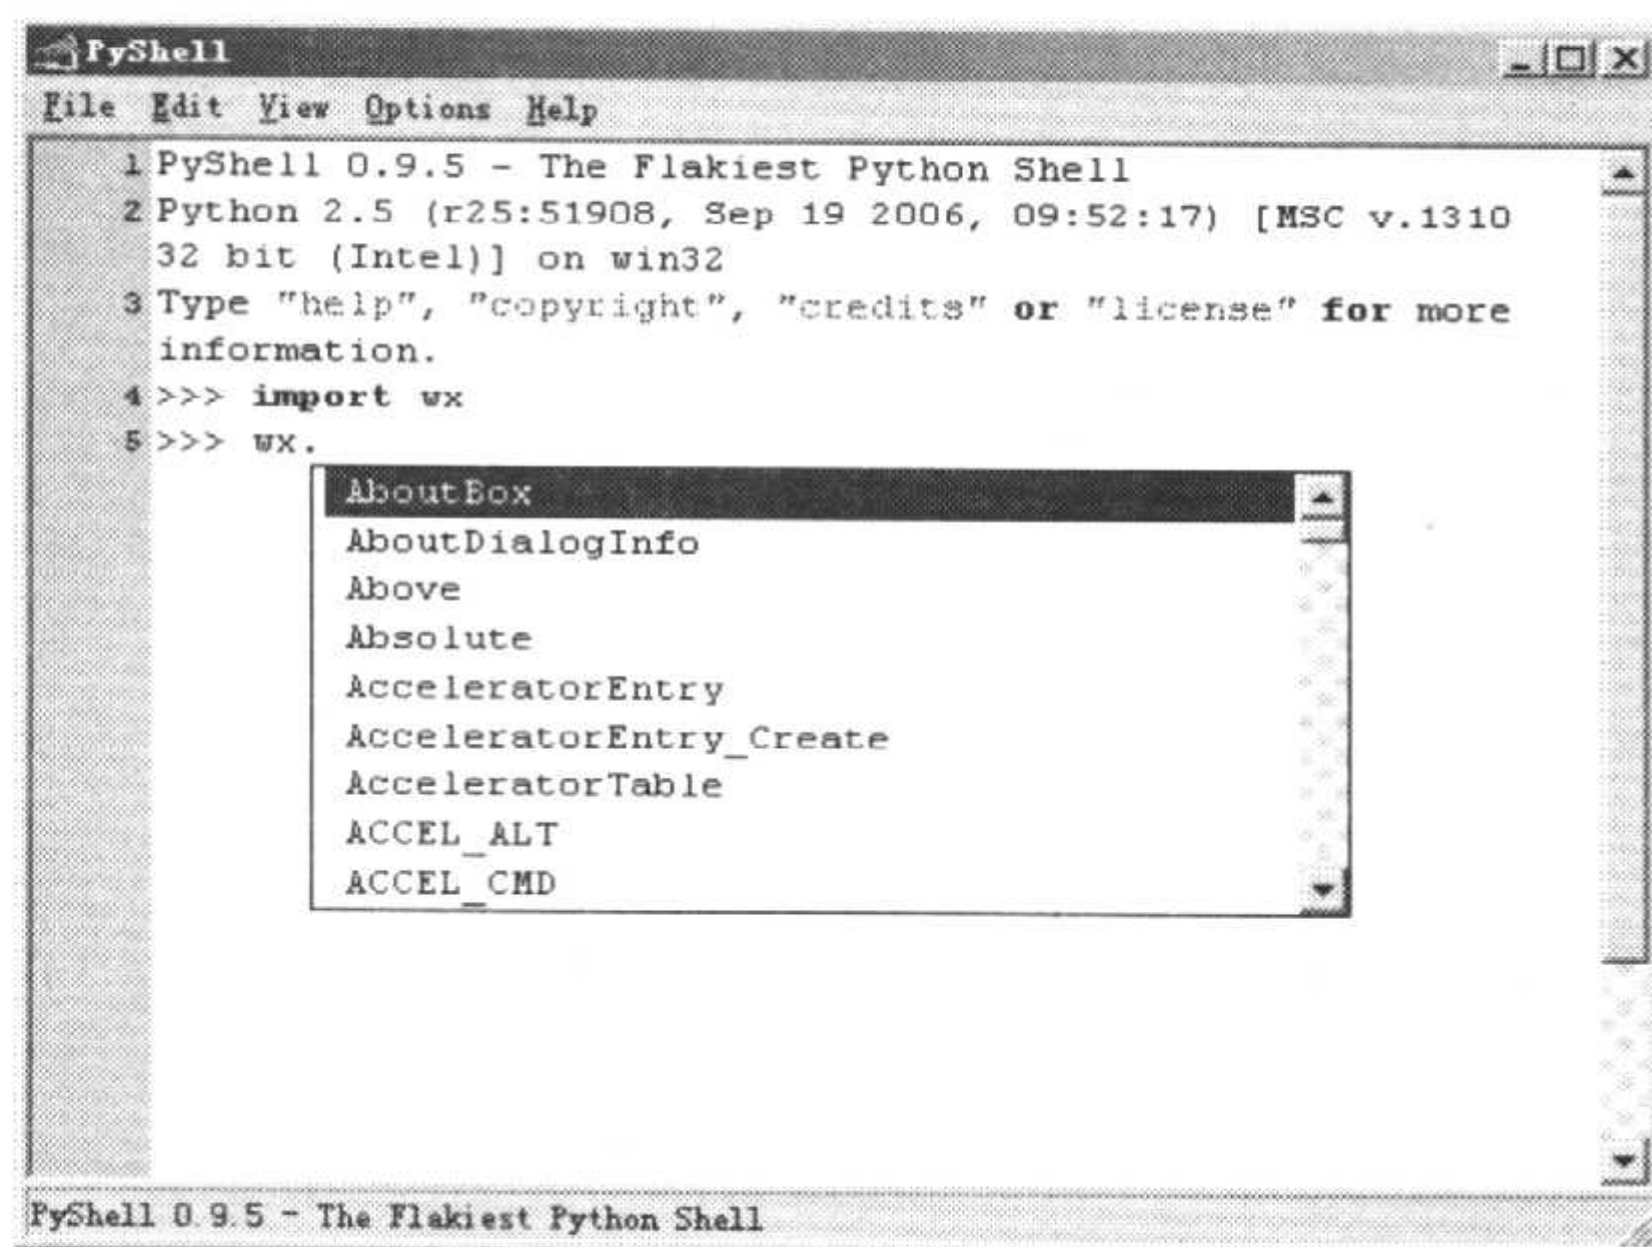 PyShell
File Edit View Options Help
1 PyShell 0.9.5 - The Flakiest Python Shell
2 Python 2.5 (r25:51908, Sep 19 2006, 09:52:17) [MSC v.1310
32 bit (Intel)] on win32
3 Type "help", "copyright", "credits" or "license" for more
information.
4 >>> import wx
5 >>> wx.
AboutBox
AboutDialogInfo
Above
Absolute
AcceleratorEntry
AcceleratorEntry_Create
AcceleratorTable
ACCEL_ALT
ACCEL_CMD
PyShell 0.9.5 - The Flakiest Python Shell